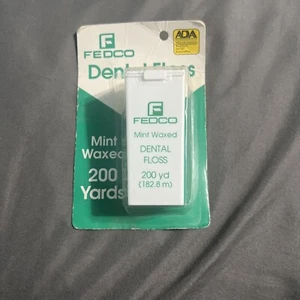 F
FEDCO
ADA
Dental Floss
Mint
Waxed
200
Yards
F
FEDCO
Mint Waxed
DENTAL
FLOSS
200 yd
(182.8 m)